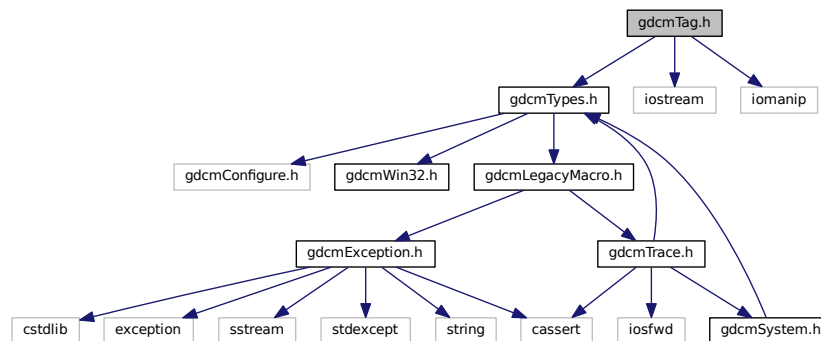 gdcmTag.h
gdcmTypes.h
iostream
iomanip
gdcmConfigure.h
gdcmWin32.h
gdcmLegacyMacro.h
gdcmException.h
gdcmTrace.h
cstdlib
exception
sstream
stdexcept
string
cassert
iosfwd
gdcmSystem.h